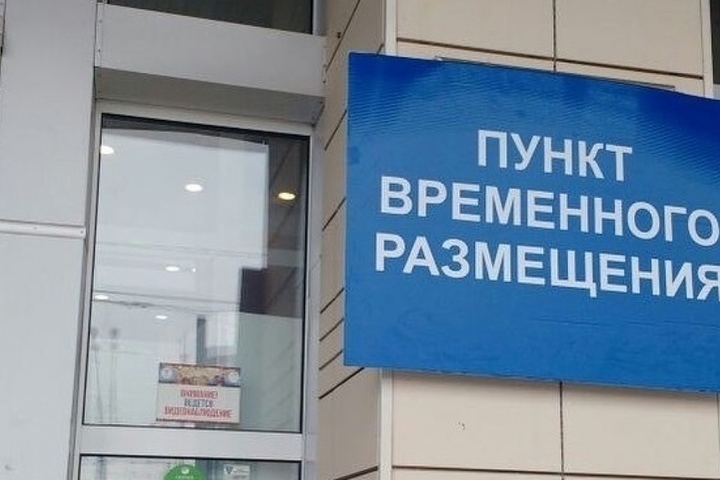 ПУНКТ
ВРЕМЕННОГО
РАЗМЕЩЕНИЯ
ВНИМАНИЕ!
ВЕДЕТСЯ
ВИДЕОНАБЛЮДЕНИЕ